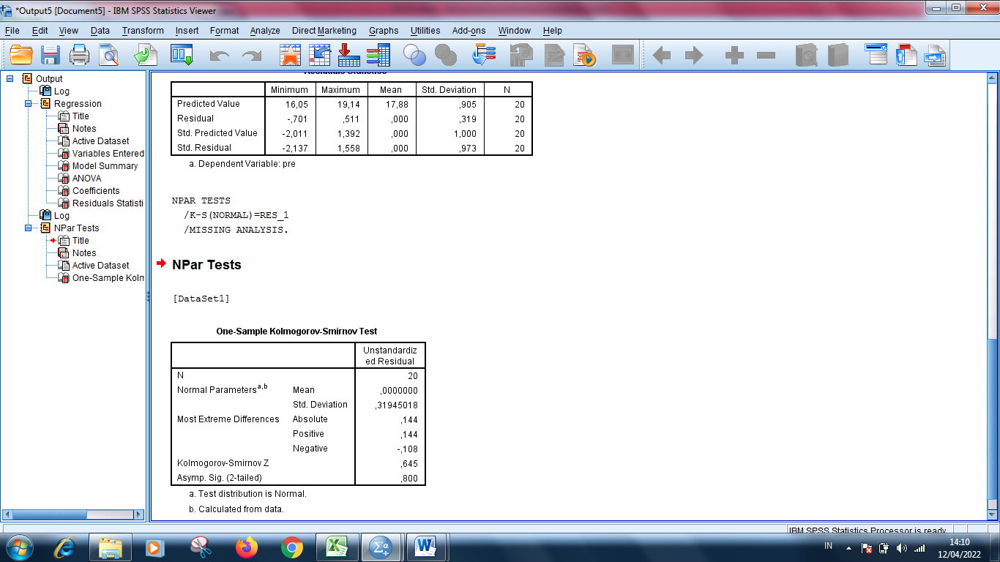 *Output5 [Document5] - IBM SPSS Statistics Viewer
File Edit View Data Transform Insert Format Analyze Direct Marketing Graphs Utilities Add-ons Window Help
Output
Log
Regression
Title
Notes
Active Dataset
Variables Entered
Model Summary
ANOVA
Coefficients
Residuals Statisti
Log
NPar Tests
Title
Notes
Active Dataset
One-Sample Koln
Residuals Statistics
Minimum Maximum Mean Std. Deviation N
Predicted Value 16,05 19,14 17,88 ,905 20
Residual -,701 ,511 ,000 ,319 20
Std. Predicted Value -2,011 1,392 ,000 1,000 20
Std. Residual -2,137 1,558 ,000 ,973 20
a. Dependent Variable: pre
NPAR TESTS
/K-S(NORMAL)=RES_1
/MISSING ANALYSIS.
NPar Tests
[DataSet1]
One-Sample Kolmogorov-Smirnov Test
Unstandardiz
ed Residual
N 20
Normal Parametersa,b Mean ,0000000
Std. Deviation ,31945018
Most Extreme Differences Absolute ,144
Positive ,144
Negative -,108
Kolmogorov-Smirnov Z ,645
Asymp. Sig. (2-tailed) ,800
a. Test distribution is Normal.
b. Calculated from data.
IBM SPSS Statistics Processor is ready
IN
14:10
12/04/2022